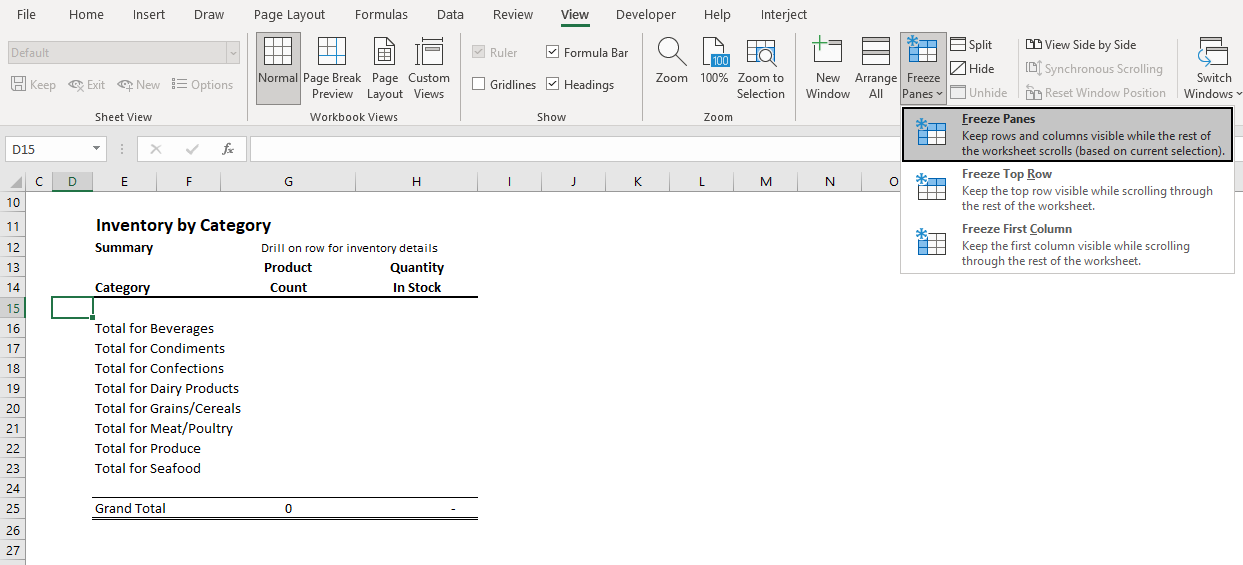 File Home Insert Draw Page Layout Formulas Data Review View Developer Help Interject
Default
Keep Exit New Options
Sheet View
Normal
Page Break
Preview
Page
Layout
Custom
Views
Workbook Views
Ruler Formula Bar
Gridlines Headings
Show
Zoom
100
100%
Zoom to
Selection
Zoom
New
Window
Arrange
All
Freeze
Panes
Split
Hide
Unhide
View Side by Side
Synchronous Scrolling
Reset Window Position
Switch
Windows
Freeze Panes
Keep rows and columns visible while the rest of
the worksheet scrolls (based on current selection).
Freeze Top Row
Keep the top row visible while scrolling through
the rest of the worksheet.
Freeze First Column
Keep the first column visible while scrolling
through the rest of the worksheet.
D15 fx
C D E F G H I J K L M N O
10
11 Inventory by Category
12 Summary Drill on row for inventory details
13 Product Quantity
14 Category Count In Stock
15
16 Total for Beverages
17 Total for Condiments
18 Total for Confections
19 Total for Dairy Products
20 Total for Grains/Cereals
21 Total for Meat/Poultry
22 Total for Produce
23 Total for Seafood
24
25 Grand Total 0 -
26
27